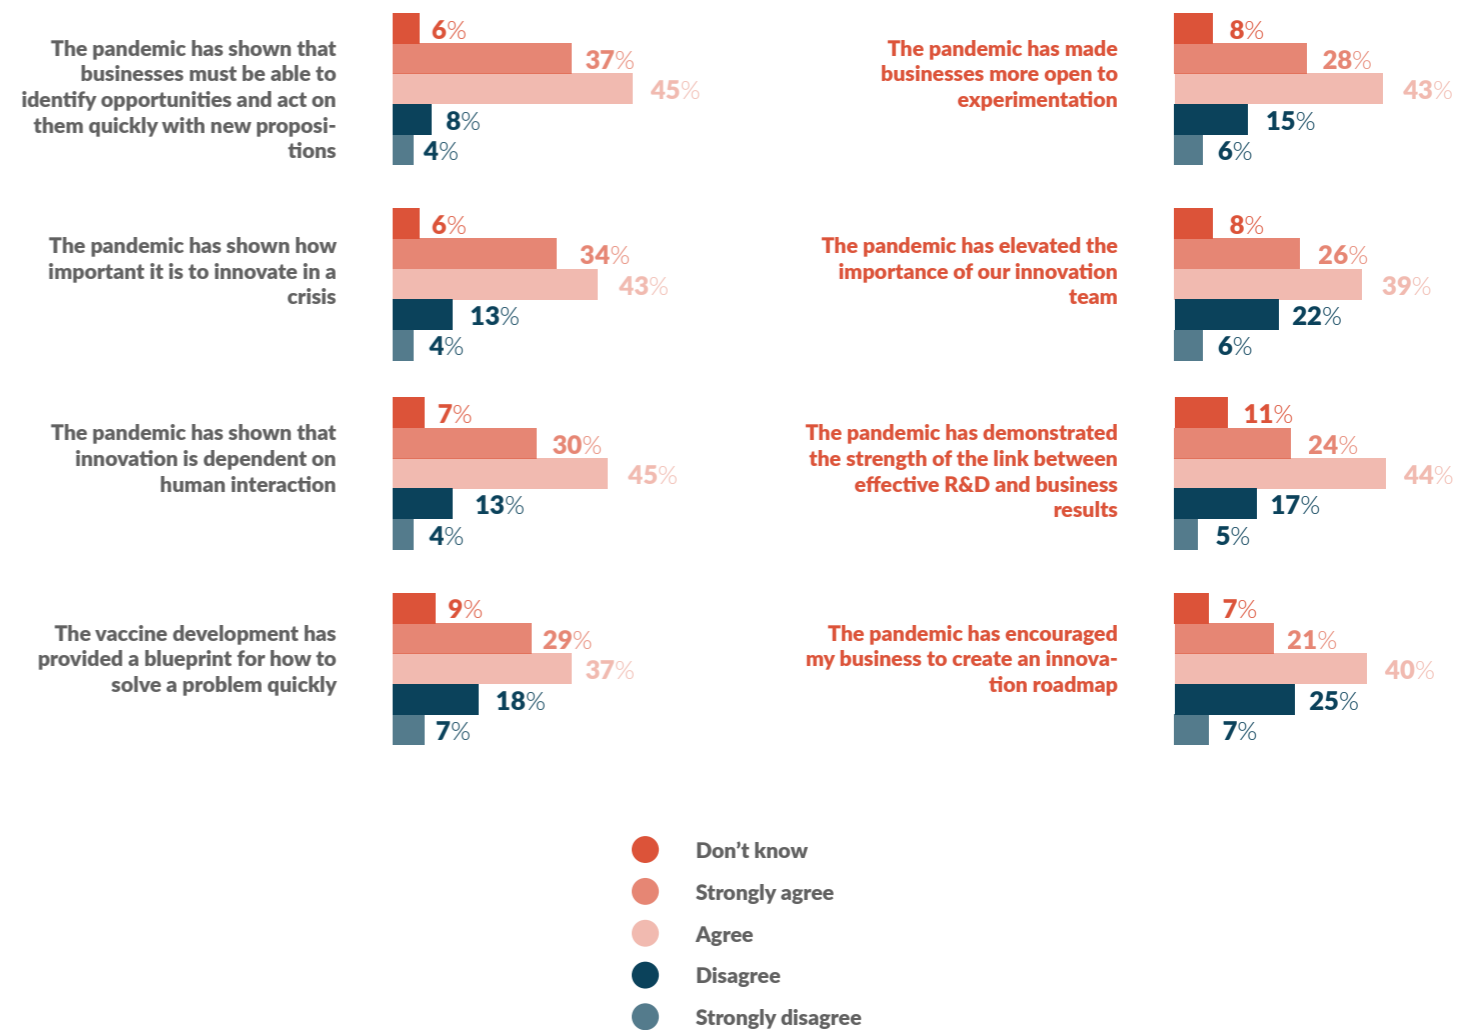 The pandemic has shown that
businesses must be able to
identify opportunities and act on
them quickly with new proposi-
tions
6%
37%
45%
8%
4%
The pandemic has made
businesses more open to
experimentation
8%
28%
43%
15%
6%
The pandemic has shown how
important it is to innovate in a
crisis
6%
34%
43%
13%
4%
The pandemic has elevated the
importance of our innovation
team
8%
26%
39%
22%
6%
The pandemic has shown that
innovation is dependent on
human interaction
7%
30%
45%
13%
4%
The pandemic has demonstrated
the strength of the link between
effective R&D and business
results
11%
24%
44%
17%
5%
The vaccine development has
provided a blueprint for how to
solve a problem quickly
9%
29%
37%
18%
7%
The pandemic has encouraged
my business to create an innova-
tion roadmap
7%
21%
40%
25%
7%
Don't know
Strongly agree
Agree
Disagree
Strongly disagree